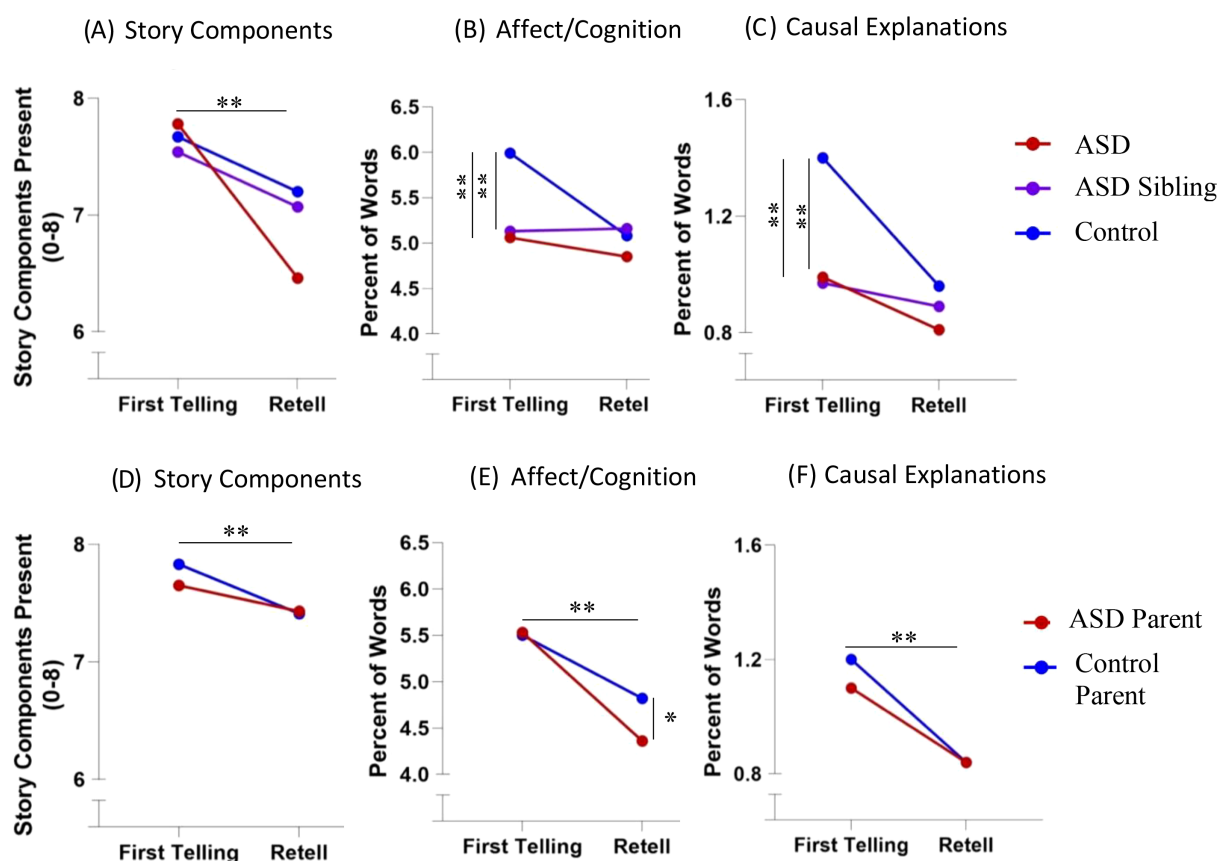 (A) Story Components
(B) Affect/Cognition
(C) Causal Explanations
Story Components Present
(0-8)
8
7
6
**
First Telling
Retell
Percent of Words
6.5
6.0
5.5
5.0
4.5
4.0
**
**
First Telling
Retel
Percent of Words
1.6
1.2
0.8
**
**
First Telling
Retell
ASD
ASD Sibling
Control
(D) Story Components
(E) Affect/Cognition
(F) Causal Explanations
Story Components Present
(0-8)
8
7
6
**
First Telling
Retell
Percent of Words
6.5
6.0
5.5
5.0
4.5
4.0
**
*
First Telling
Retell
Percent of Words
1.6
1.2
0.8
**
First Telling
Retell
ASD Parent
Control
Parent